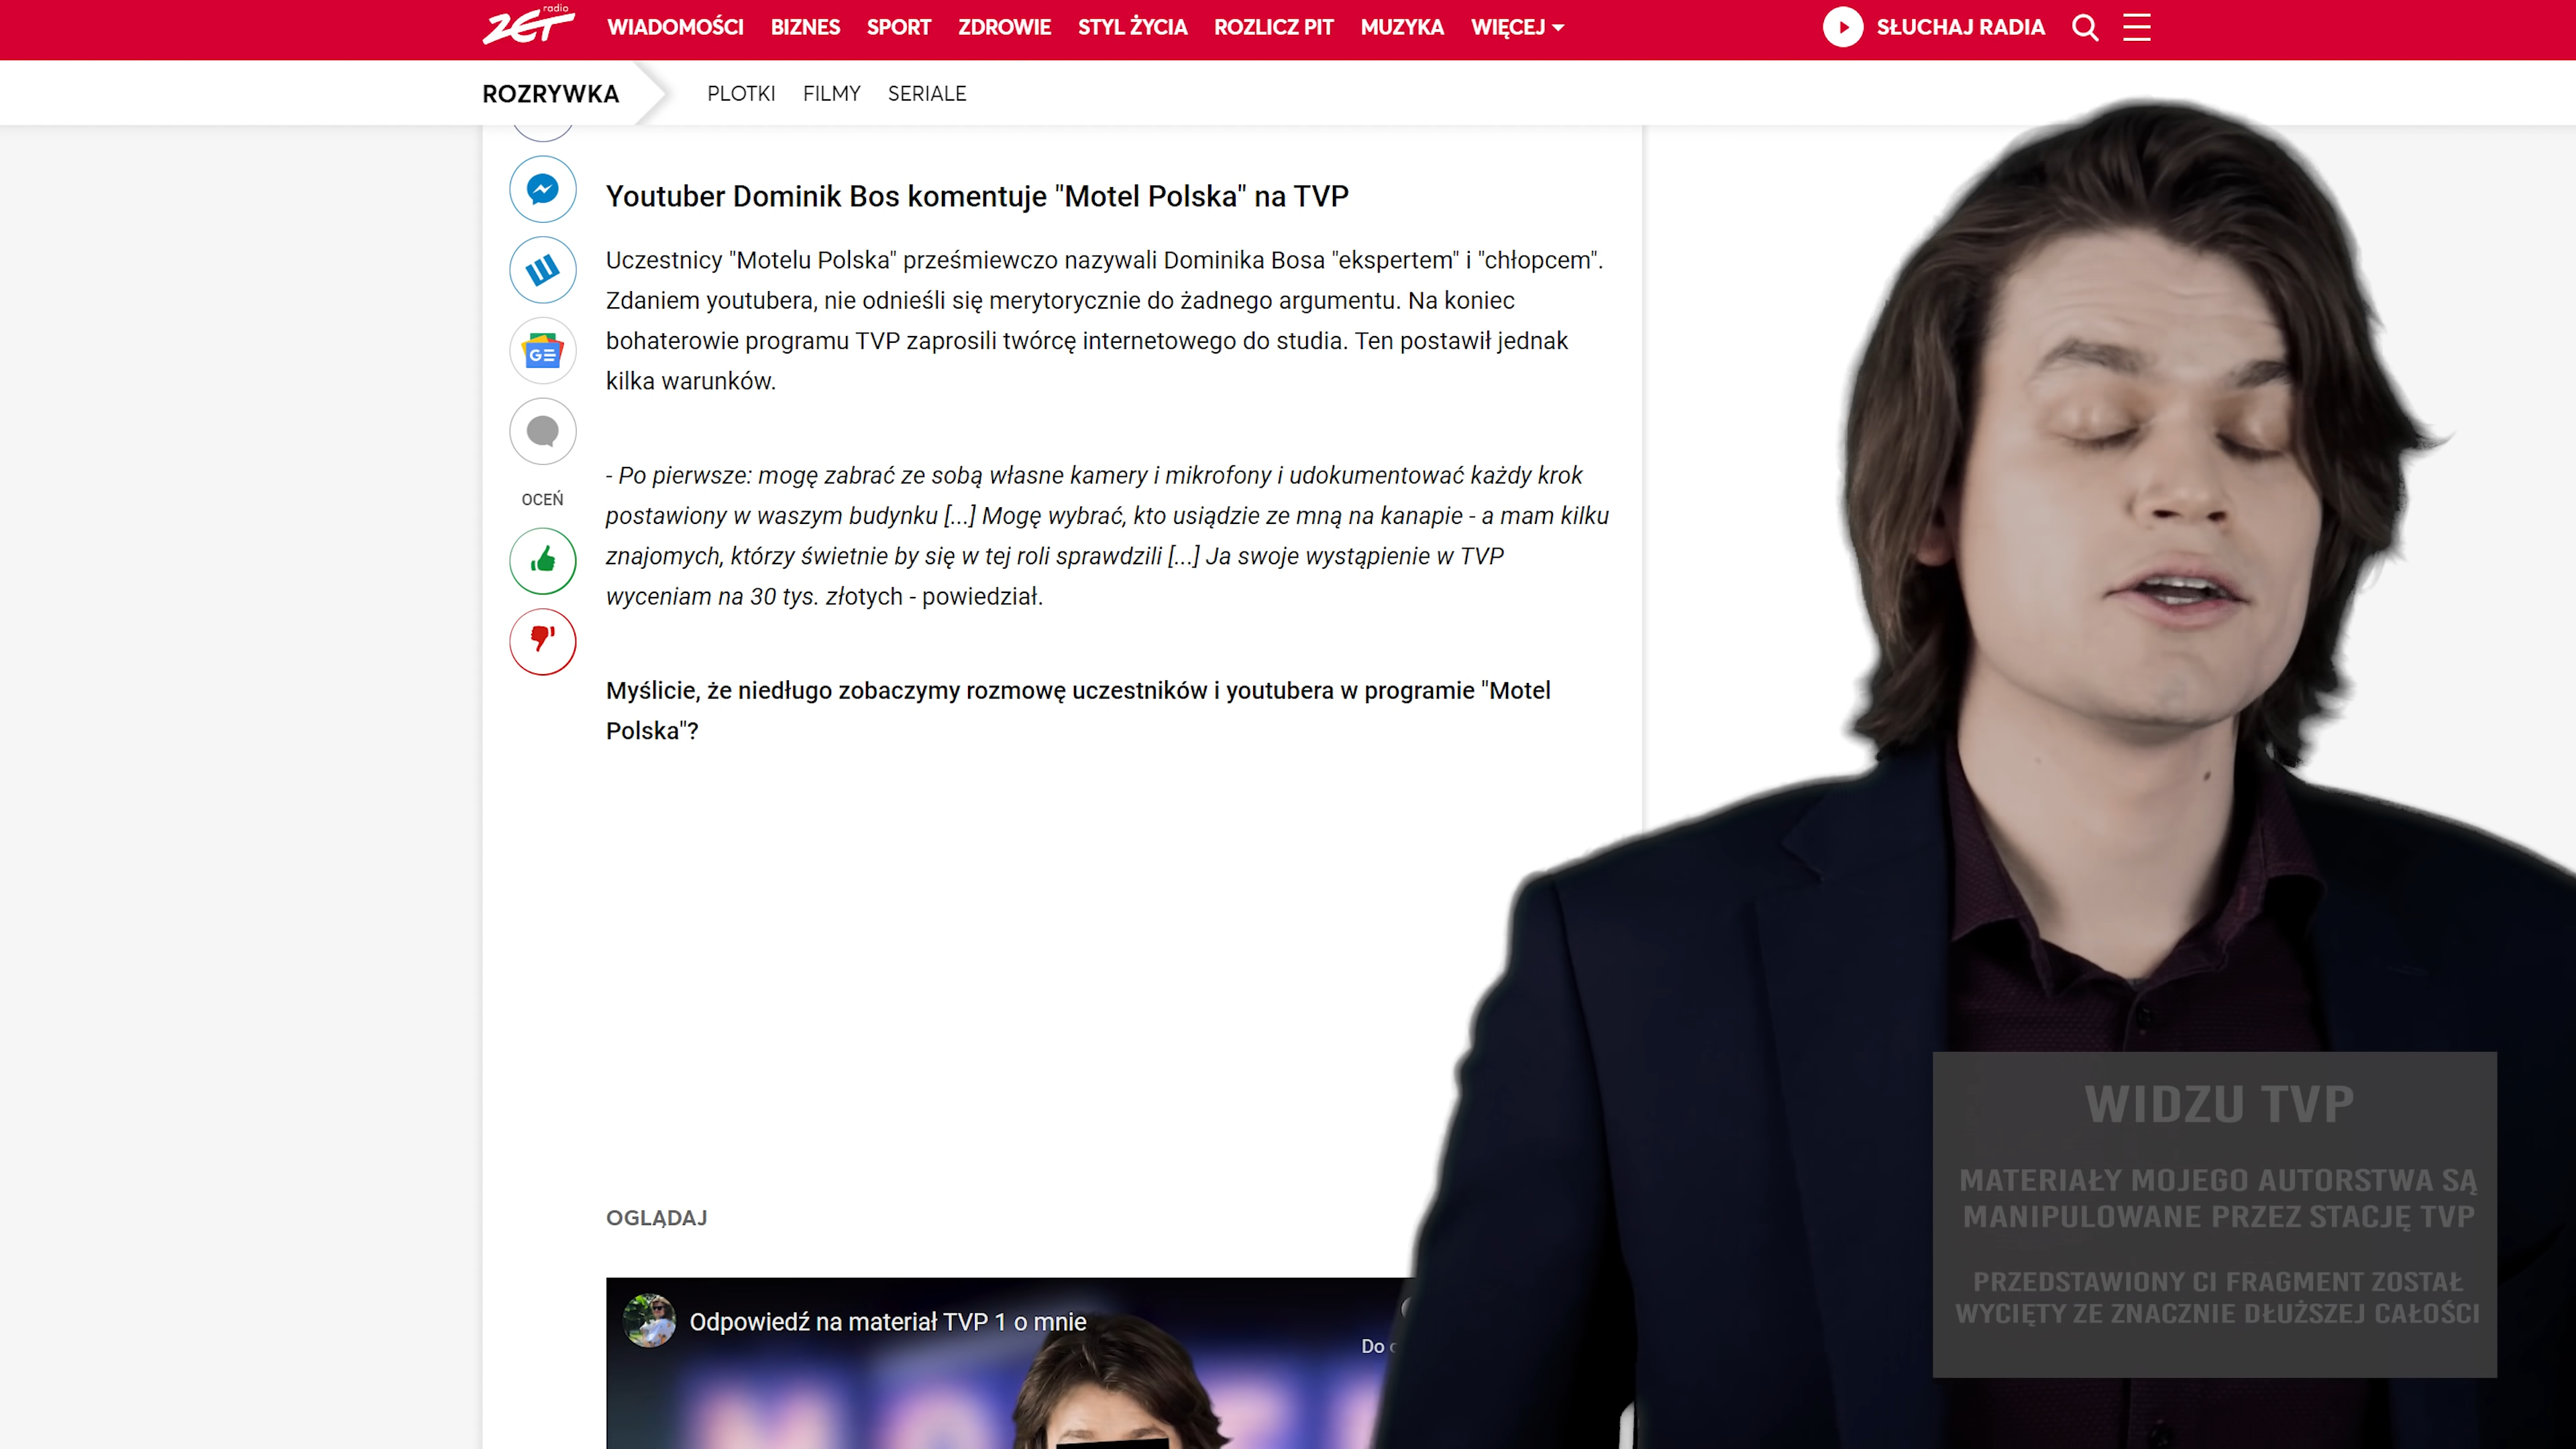 radio
ZET
WIADOMOŚCI BIZNES SPORT ZDROWIE STYL ŻYCIA ROZLICZ PIT MUZYKA WIĘCEJ SŁUCHAJ RADIA
ROZRYWKA PLOTKI FILMY SERIALE
Youtuber Dominik Bos komentuje "Motel Polska" na TVP
Uczestnicy "Motelu Polska" prześmiewczo nazywali Dominika Bosa "ekspertem" i "chłopcem".
Zdaniem youtubera, nie odnieśli się merytorycznie do żadnego argumentu. Na koniec
bohaterowie programu TVP zaprosili twórcę internetowego do studia. Ten postawił jednak
kilka warunków.
- Po pierwsze: mogę zabrać ze sobą własne kamery i mikrofony i udokumentować każdy krok
postawiony w waszym budynku [...] Mogę wybrać, kto usiądzie ze mną na kanapie - a mam kilku
znajomych, którzy świetnie by się w tej roli sprawdzili [...] Ja swoje wystąpienie w TVP
wyceniam na 30 tys. złotych - powiedział.
OCEŃ
Myślicie, że niedługo zobaczymy rozmowę uczestników i youtubera w programie "Motel
Polska"?
OGLĄDAJ
Odpowiedź na materiał TVP 1 o mnie
Do
WIDZU TVP
MATERIAŁY MOJEGO AUTORSTWA SĄ
MANIPULOWANE PRZEZ STACJĘ TVP
PRZEDSTAWIONY CI FRAGMENT ZOSTAŁ
WYCIĘTY ZE ZNACZNIE DŁUŻSZEJ CAŁOŚCI